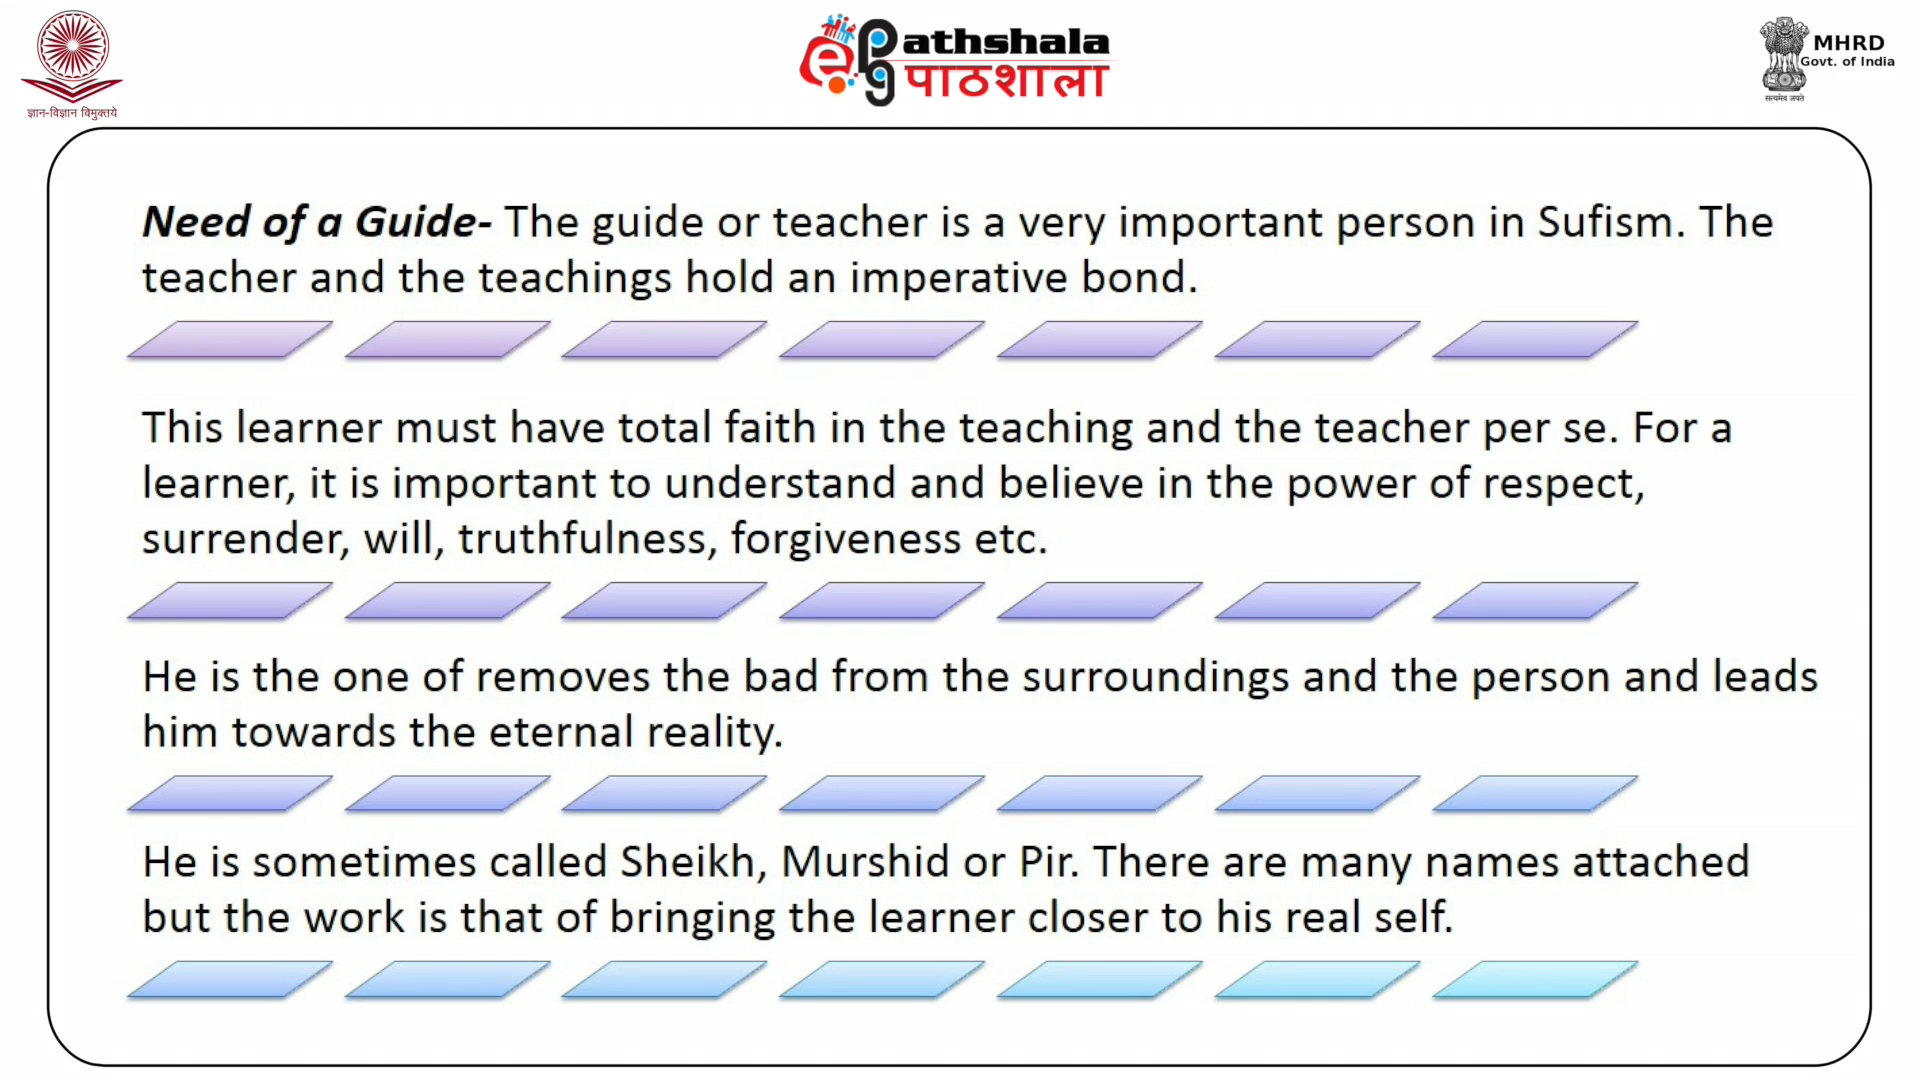 ज्ञान-विज्ञान विमुक्तये
e PG athshala
पाठशाला
MHRD
Govt. of India
सत्यमेव जयते
Need of a Guide- The guide or teacher is a very important person in Sufism. The
teacher and the teachings hold an imperative bond.
This learner must have total faith in the teaching and the teacher per se. For a
learner, it is important to understand and believe in the power of respect,
surrender, will, truthfulness, forgiveness etc.
He is the one of removes the bad from the surroundings and the person and leads
him towards the eternal reality.
He is sometimes called Sheikh, Murshid or Pir. There are many names attached
but the work is that of bringing the learner closer to his real self.